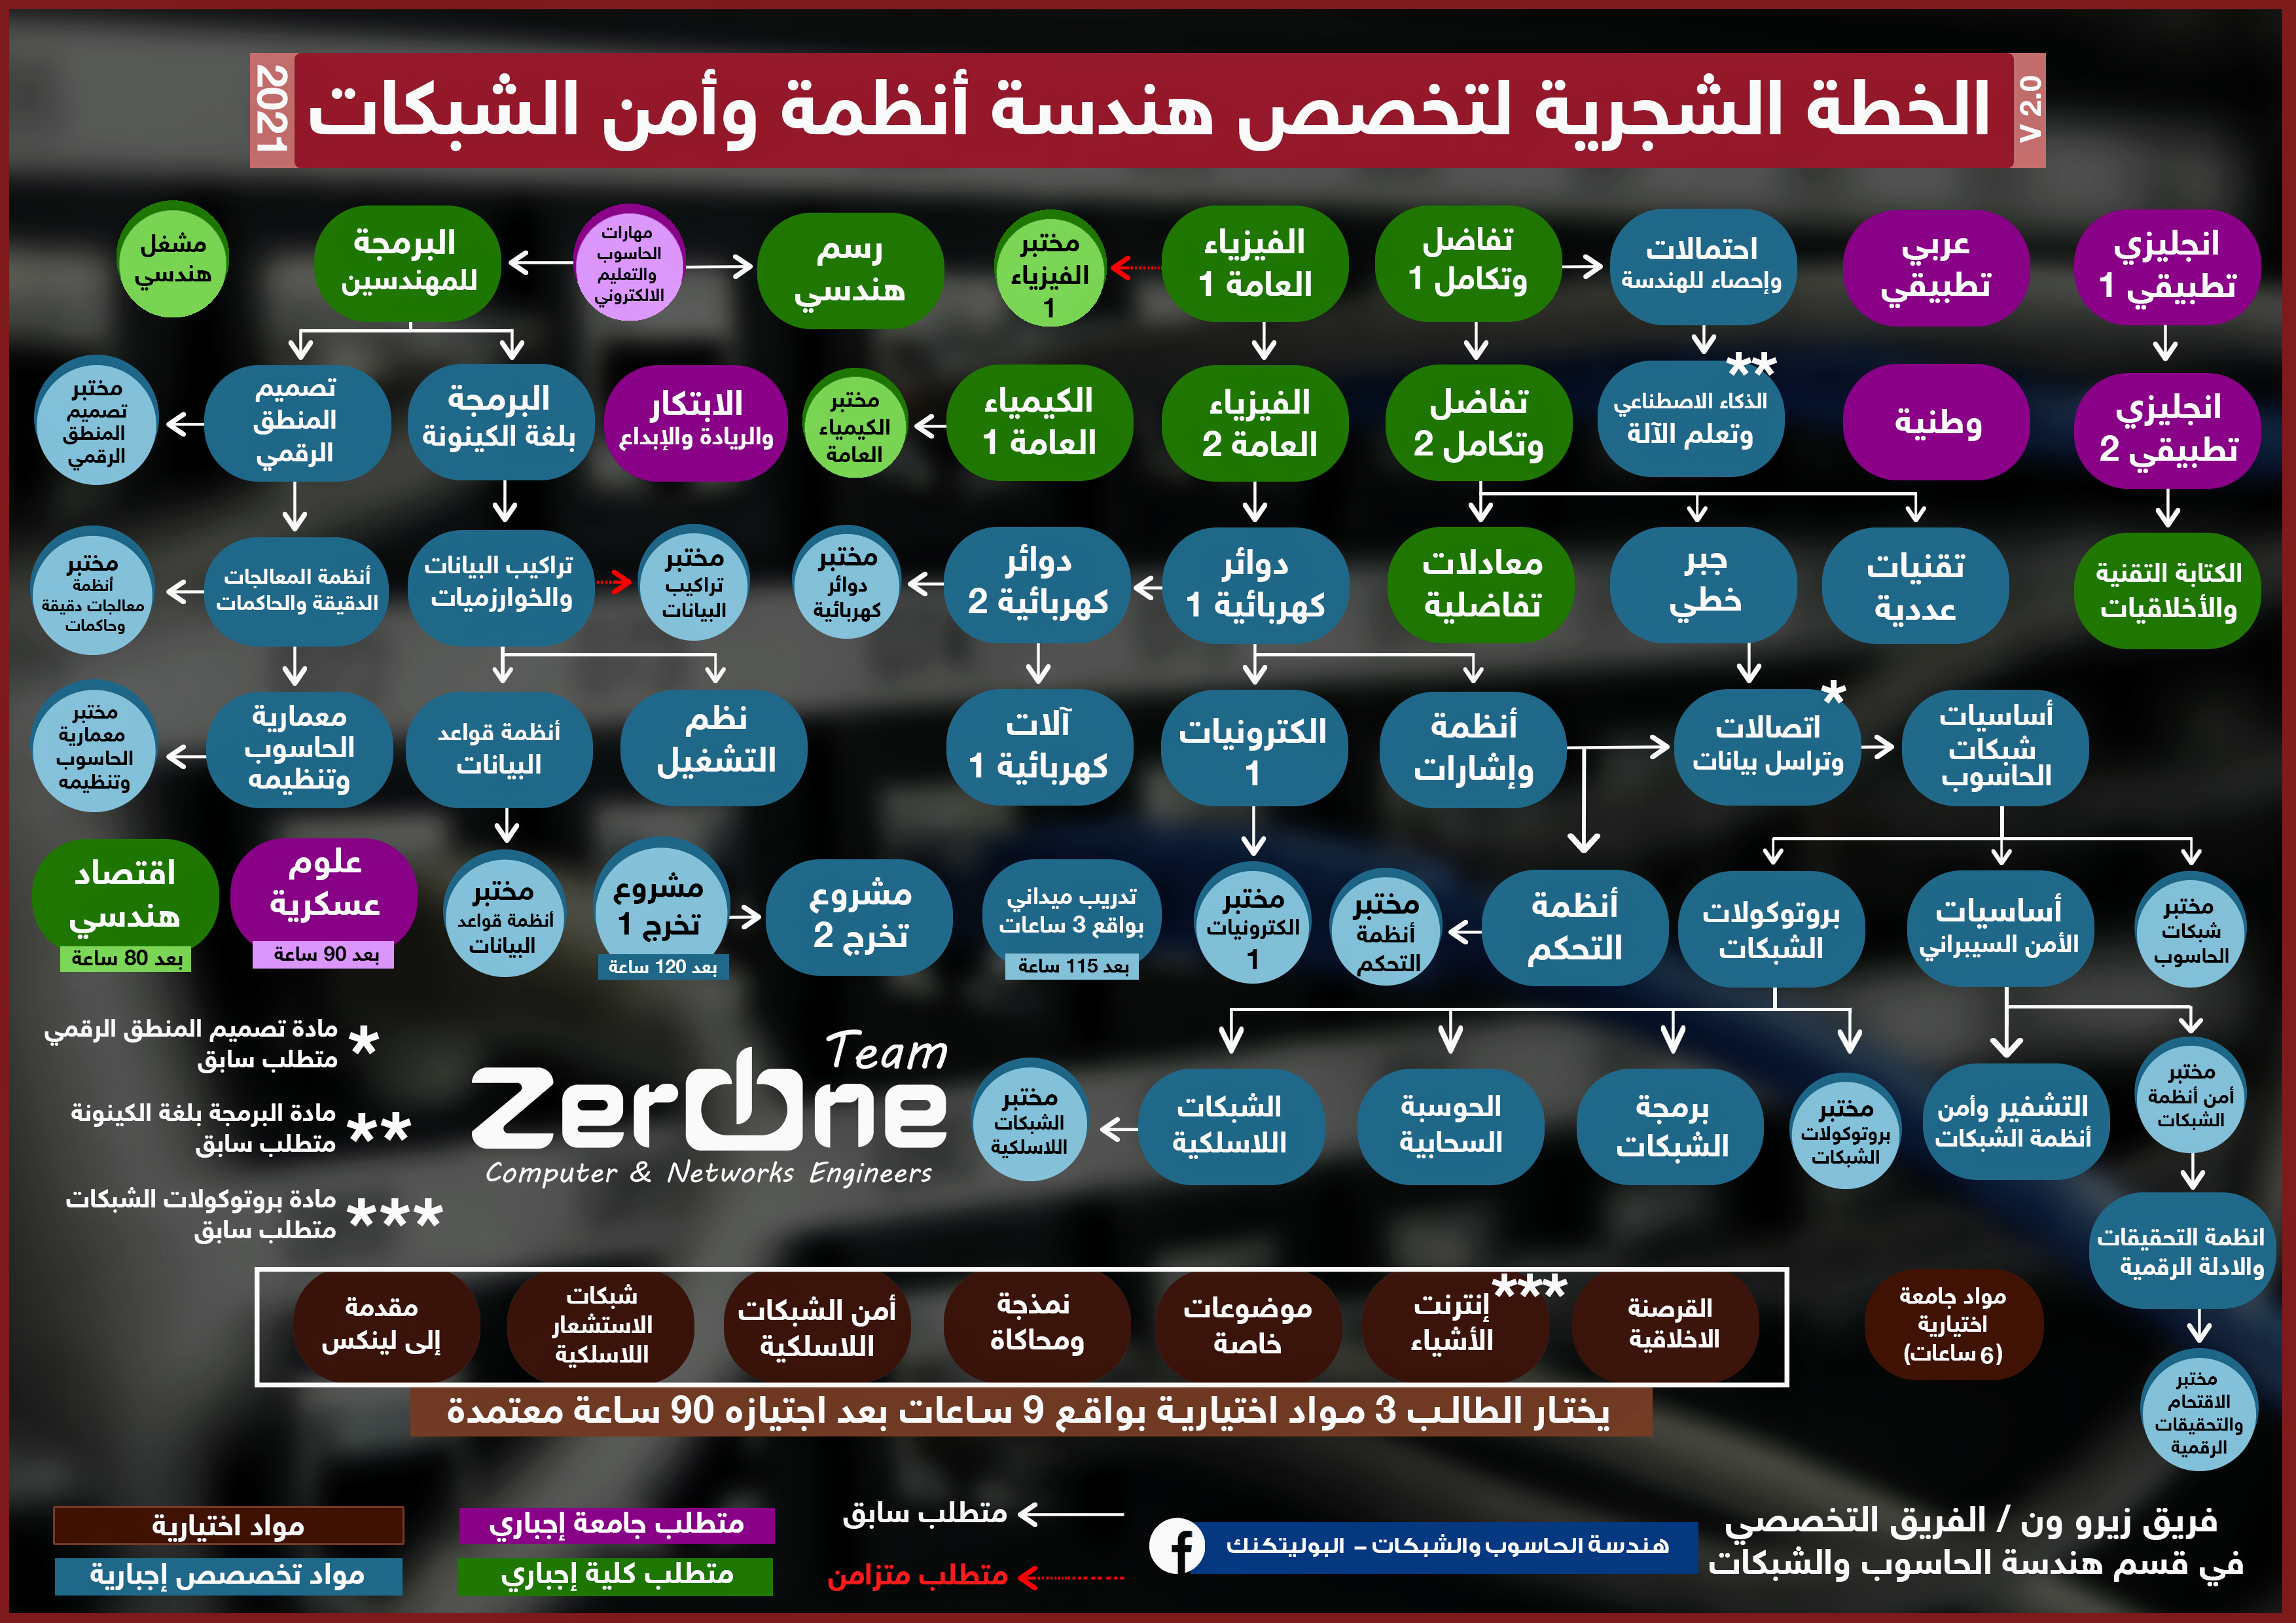 V 2.0
الخطة الشجرية لتخصص هندسة أنظمة وأمن الشبكات
2021
انجليزي
تطبيقي 1
عربي
تطبيقي
احتمالات
وإحصاء للهندسة
تفاضل
وتكامل 1
الفيزياء
العامة 1
مختبر
الفيزياء
1
رسم
هندسي
مهارات
الحاسوب
والتعليم
الالكتروني
البرمجة
للمهندسين
مشغل
هندسي
انجليزي
تطبيقي 2
وطنية
**
الذكاء الاصطناعي
وتعلم الآلة
تفاضل
وتكامل 2
الفيزياء
العامة 2
الكيمياء
العامة 1
مختبر
الكيمياء
العامة
الابتكار
والريادة والإبداع
البرمجة
بلغة الكينونة
تصميم
المنطق
الرقمي
مختبر
تصميم
المنطق
الرقمي
الكتابة التقنية
والأخلاقيات
تقنيات
عددية
جبر
خطي
معادلات
تفاضلية
دوائر
كهربائية 1
دوائر
كهربائية 2
مختبر
دوائر
كهربائية
مختبر
تراكيب
البيانات
تراكيب البيانات
والخوارزميات
أنظمة المعالجات
الدقيقة والحاكمات
مختبر
أنظمة
معالجات دقيقة
وحاكمات
أساسيات
شبكات
الحاسوب
*
اتصالات
وتراسل بيانات
أنظمة
وإشارات
الكترونيات
1
آلات
كهربائية 1
نظم
التشغيل
أنظمة قواعد
البيانات
معمارية
الحاسوب
وتنظيمه
مختبر
معمارية
الحاسوب
وتنظيمه
مختبر
شبكات
الحاسوب
أساسيات
الأمن السيبراني
بروتوكولات
الشبكات
أنظمة
التحكم
مختبر
أنظمة
التحكم
مختبر
الكترونيات
1
تدريب ميداني
بواقع 3 ساعات
بعد 115 ساعة
مشروع
تخرج 2
مشروع
تخرج 1
بعد 120 ساعة
مختبر
أنظمة قواعد
البيانات
علوم
عسكرية
بعد 90 ساعة
اقتصاد
هندسي
بعد 80 ساعة
مختبر
أمن أنظمة
الشبكات
التشفير وأمن
أنظمة الشبكات
مختبر
بروتوكولات
الشبكات
برمجة
الشبكات
الحوسبة
السحابية
الشبكات
اللاسلكية
مختبر
الشبكات
اللاسلكية
Team
ZerOne
Computer & Networks Engineers
* مادة تصميم المنطق الرقمي
متطلب سابق
** مادة البرمجة بلغة الكينونة
متطلب سابق
*** مادة بروتوكولات الشبكات
متطلب سابق
انظمة التحقيقات
والادلة الرقمية
مختبر
الاقتحام
والتحقيقات
الرقمية
مواد جامعة
اختيارية
(6 ساعات)
القرصنة
الاخلاقية
***
إنترنت
الأشياء
موضوعات
خاصة
نمذجة
ومحاكاة
أمن الشبكات
اللاسلكية
شبكات
الاستشعار
اللاسلكية
مقدمة
إلى لينكس
يختار الطالب 3 مواد اختيارية بواقع 9 ساعات بعد اجتيازه 90 ساعة معتمدة
فريق زيرو ون / الفريق التخصصي
في قسم هندسة الحاسوب والشبكات
هندسة الحاسوب والشبكات - البوليتكنك
متطلب سابق
متطلب متزامن
متطلب جامعة إجباري
متطلب كلية إجباري
مواد اختيارية
مواد تخصصص إجبارية